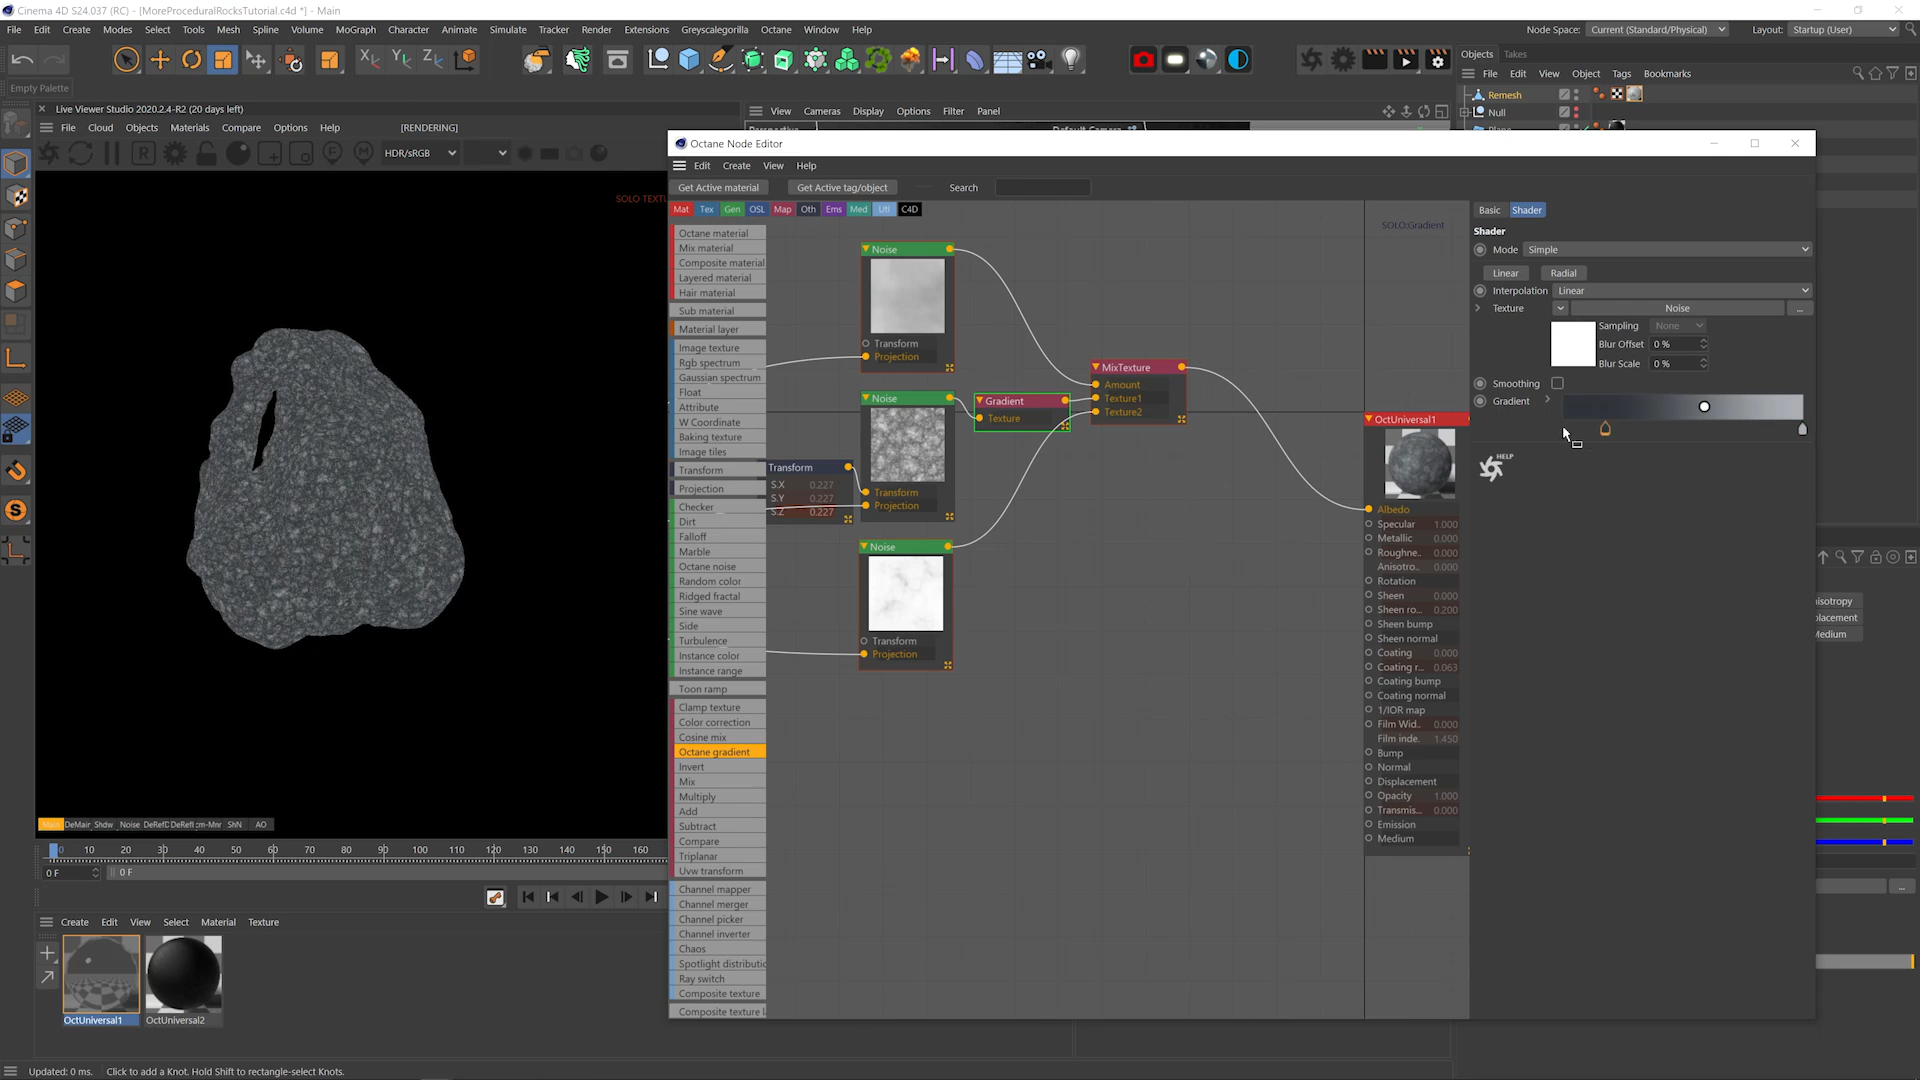 Cinema 4D S24.037 (RC) - [MoreProceduralRocksTutorial.c4d *] - Main
File Edit Create Modes Select Tools Mesh Spline Volume MoGraph Character Animate Simulate Tracker Render Extensions Greyscalegorilla Octane Window Help
Node Space: Current (Standard/Physical) Layout: Startup (User)
Objects Takes
File Edit View Object Tags Bookmarks
Empty Palette
Remesh
Null
Live Viewer Studio 2020.2.4-R2 (20 days left)
File Cloud Objects Materials Compare Options Help [RENDERING]
HDR/sRGB
View Cameras Display Options Filter Panel
Octane Node Editor
Edit Create View Help
Get Active material Get Active tag/object Search
Mat Tex Gen OSL Map Oth Ems Med Utl C4D
Octane material
Mix material
Composite material
Layered material
Hair material
Sub material
Material layer
Image texture
Rgb spectrum
Gaussian spectrum
Float
Attribute
W Coordinate
Baking texture
Image tiles
Transform
Projection
Checker
Dirt
Falloff
Marble
Octane noise
Random color
Ridged fractal
Sine wave
Side
Turbulence
Instance color
Instance range
Toon ramp
Clamp texture
Color correction
Cosine mix
Octane gradient
Invert
Mix
Multiply
Add
Subtract
Compare
Triplanar
Uvw transform
Channel mapper
Channel merger
Channel picker
Channel inverter
Chaos
Spotlight distributio
Ray switch
Composite texture
Composite texture l
Noise
Transform
Projection
Noise
Transform
Projection
Transform
S.X 0.227
S.Y 0.227
S.Z 0.227
Noise
Transform
Projection
Gradient
Texture
MixTexture
Amount
Texture1
Texture2
SOLO:Gradient
OctUniversal1
Albedo
Specular 1.000
Metallic 0.000
Roughne.. 0.000
Anisotro.. 0.000
Rotation
Sheen 0.000
Sheen ro... 0.200
Sheen bump
Sheen normal
Coating 0.000
Coating r... 0.063
Coating bump
Coating normal
1/IOR map
Film Wid.. 0.000
Film inde. 1.450
Bump
Normal
Displacement
Opacity 1.000
Transmis... 0.000
Emission
Medium
Basic Shader
Shader
Mode Simple
Linear Radial
Interpolation Linear
Texture Noise ...
Sampling None
Blur Offset 0 %
Blur Scale 0 %
Smoothing
Gradient
HELP
SOLO TEXTU
isotropy
placement
Medium
Main DeMain Shdw Noise ShN AO
0 10 20 30 40 50 60 70 80 90 100 110 120 130 140 150 160
0 F 0 F
Create Edit View Select Material Texture
OctUniversal1 OctUniversal2
Updated: 0 ms. Click to add a Knot. Hold Shift to rectangle-select Knots.